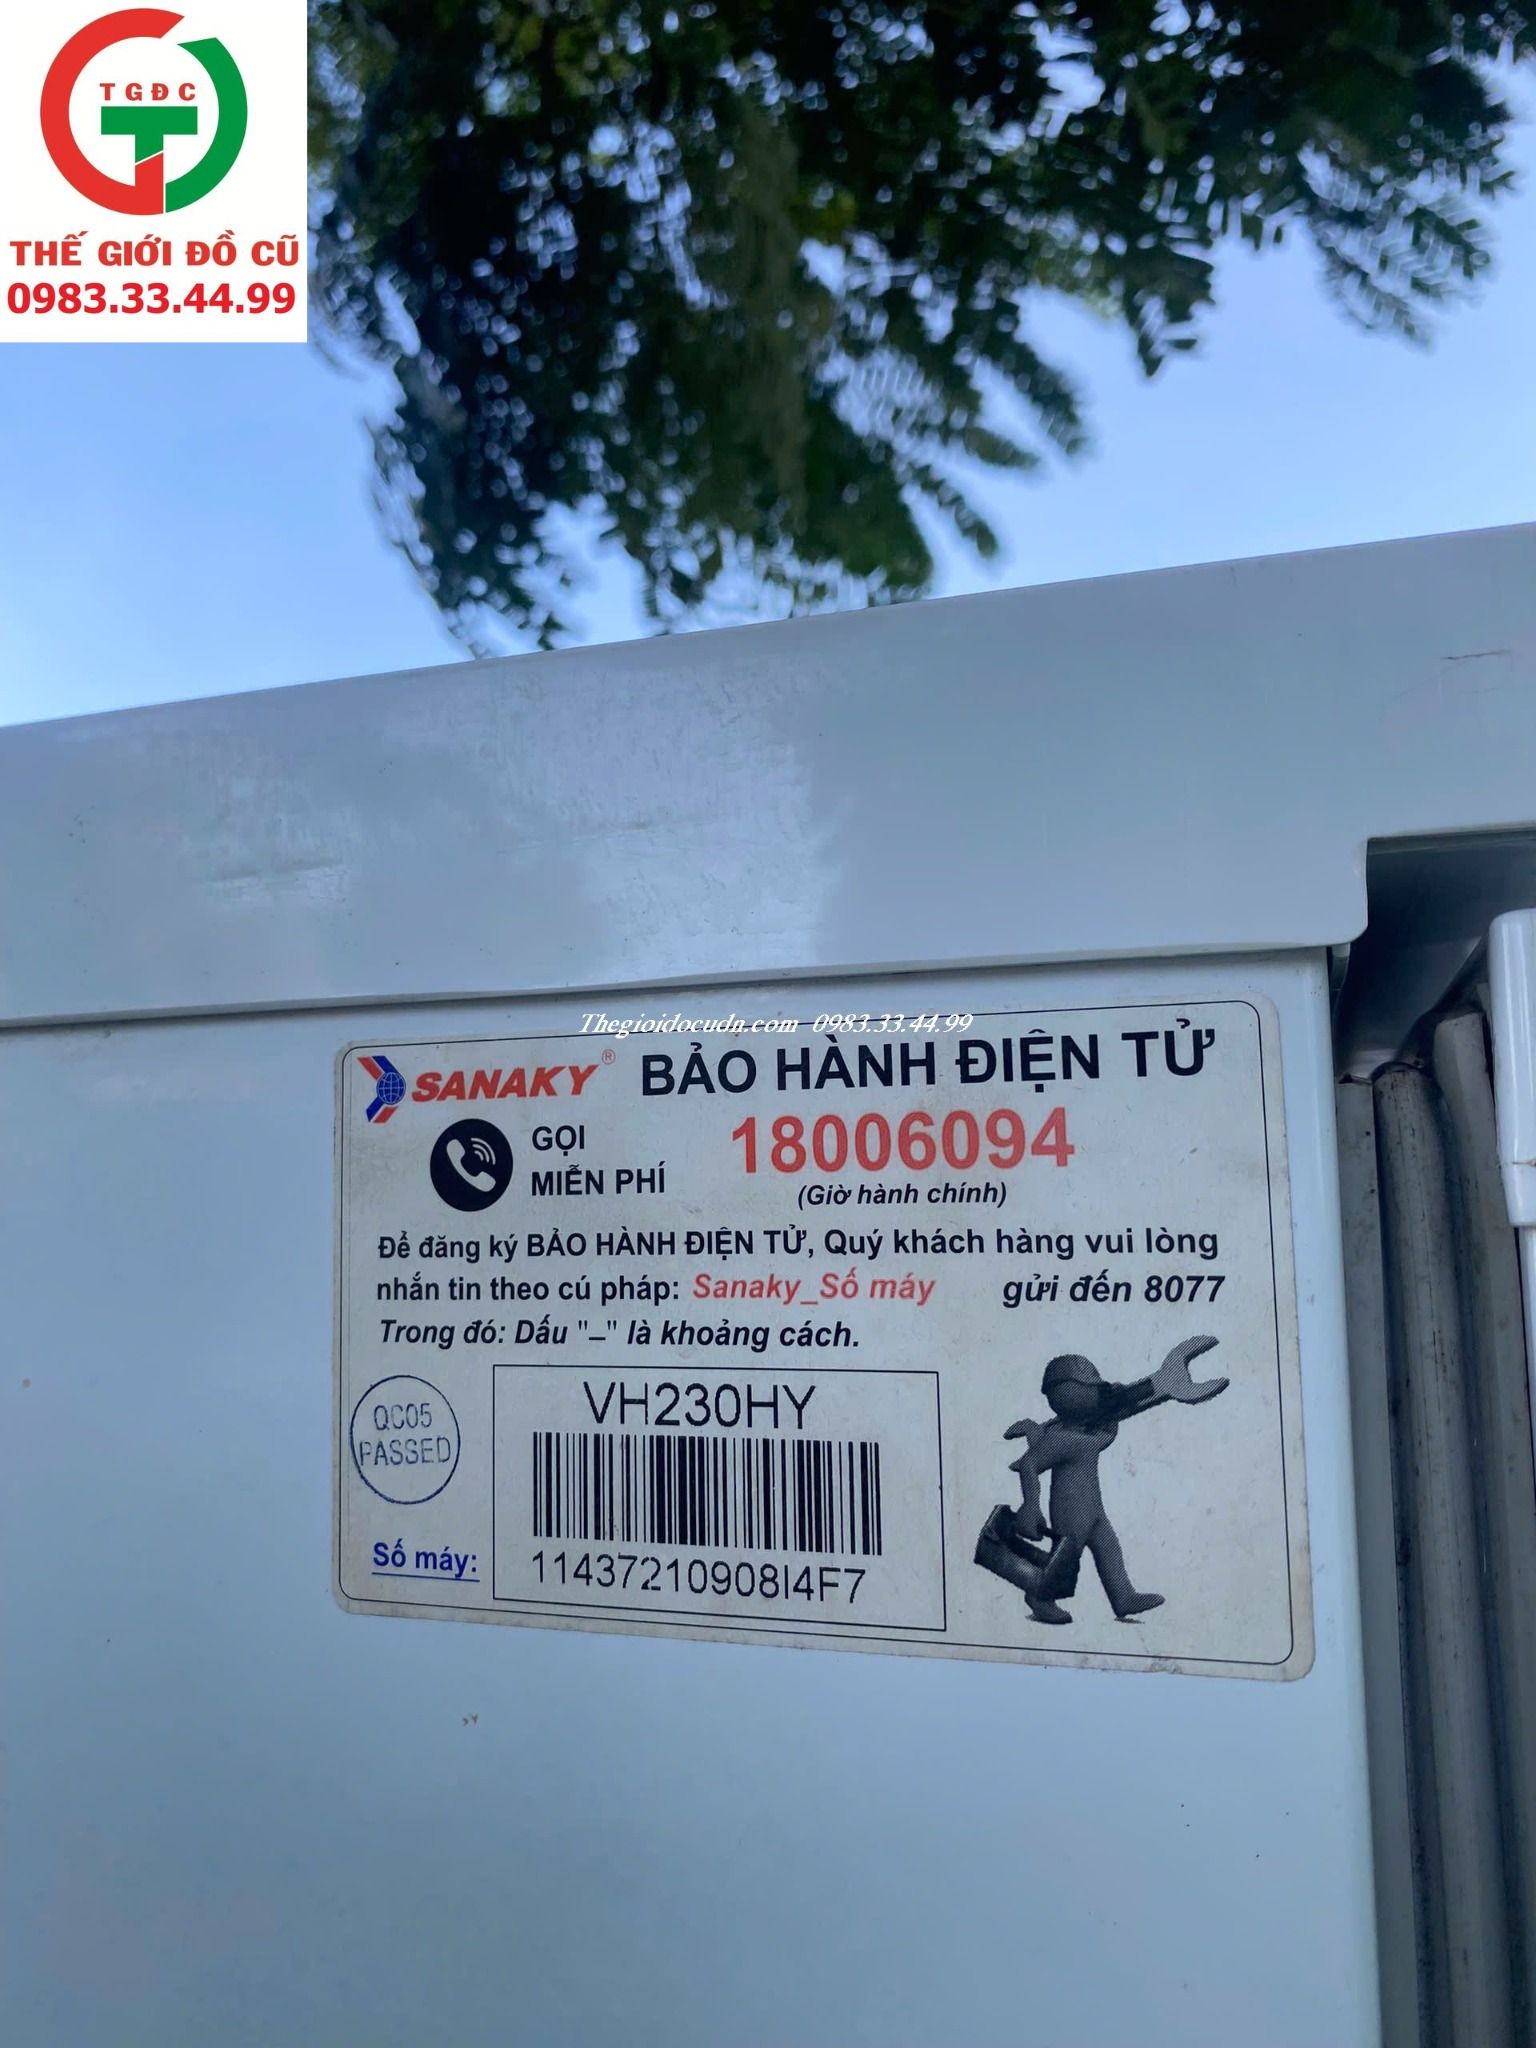 TGĐC
THẾ GIỚI ĐỒ CŨ
0983.33.44.99
Thegioidocudn.com 0983.33.44.99
SANAKY® BẢO HÀNH ĐIỆN TỬ
GỌI
MIỄN PHÍ
18006094
(Giờ hành chính)
Để đăng ký BẢO HÀNH ĐIỆN TỬ, Quý khách hàng vui lòng
nhắn tin theo cú pháp: Sanaky_Số máy gửi đến 8077
Trong đó: Dấu "_" là khoảng cách.
QC05
PASSED
VH230HY
Số máy:
11437210908I4F7